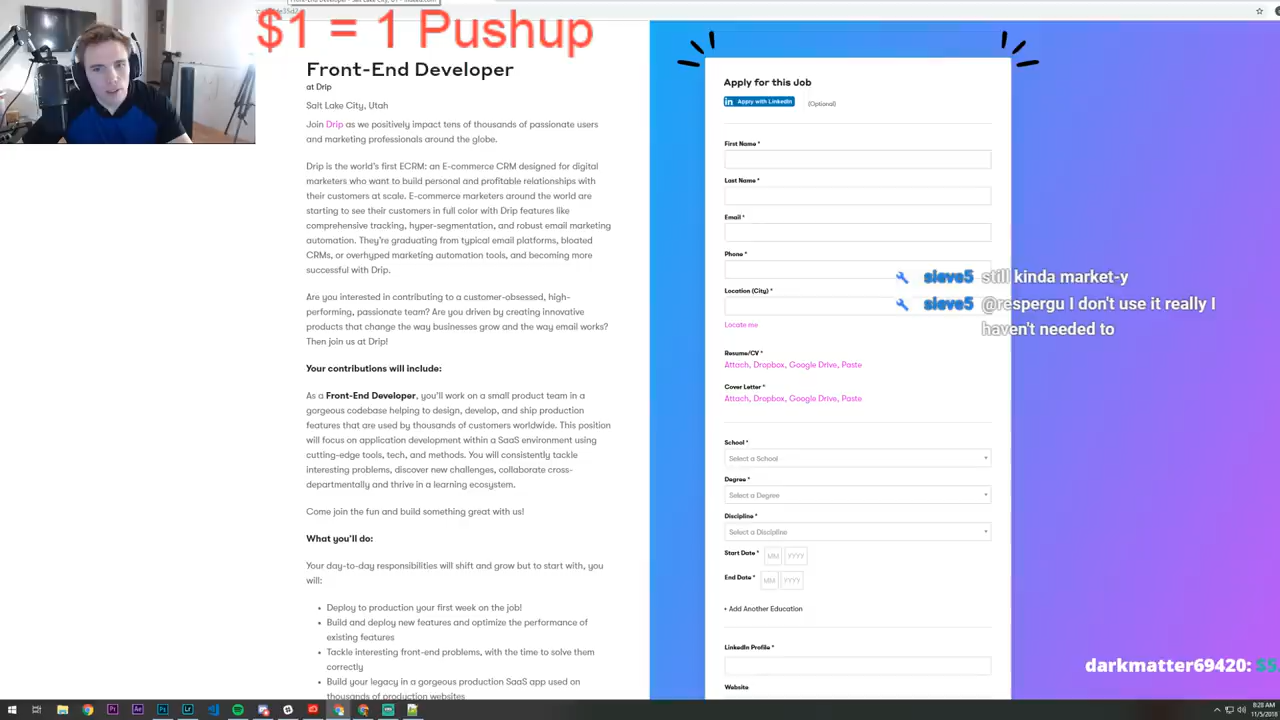 $1 = 1 Pushup
Front-End Developer
at Drip
Salt Lake City, Utah
Join Drip as we positively impact tens of thousands of passionate users
and marketing professionals around the globe.
Drip is the world's first ECRM: an E-commerce CRM designed for digital
marketers who want to build personal and profitable relationships with
their customers at scale. E-commerce marketers around the world are
starting to see their customers in full color with Drip features like
comprehensive tracking, hyper-segmentation, and robust email marketing
automation. They're graduating from typical email platforms, bloated
CRMs, or overhyped marketing automation tools, and becoming more
successful with Drip.
Are you interested in contributing to a customer-obsessed, high-
performing, passionate team? Are you driven by creating innovative
products that change the way businesses grow and the way email works?
Then join us at Drip!
Your contributions will include:
As a Front-End Developer, you'll work on a small product team in a
gorgeous codebase helping to design, develop, and ship production
features that are used by thousands of customers worldwide. This position
will focus on application development within a SaaS environment using
cutting-edge tools, tech, and methods. You will consistently tackle
interesting problems, discover new challenges, collaborate cross-
departmentally and thrive in a learning ecosystem.
Come join the fun and build something great with us!
What you'll do:
Your day-to-day responsibilities will shift and grow but to start with, you
will:
• Deploy to production your first week on the job!
• Build and deploy new features and optimize the performance of
existing features
• Tackle interesting front-end problems, with the time to solve them
correctly
• Build your legacy in a gorgeous production SaaS app used on
thousands of production websites
Apply for this Job
in Apply with LinkedIn (Optional)
First Name *
Last Name *
Email *
Phone *
Location (City) *
Locate me
Resume/CV *
Attach, Dropbox, Google Drive, Paste
Cover Letter *
Attach, Dropbox, Google Drive, Paste
School *
Select a School
Degree *
Select a Degree
Discipline *
Select a Discipline
Start Date * MM YYYY
End Date * MM YYYY
+ Add Another Education
LinkedIn Profile *
Website
sieve5 still kinda market-y
sieve5 @respergu I don't use it really I
haven't needed to
darkmatter69420: $5
Pr Ae Ps Lr
8:28 AM